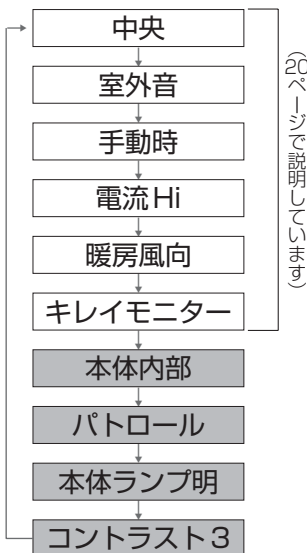 中央
室外音
手動時
電流Hi
暖房風向
キレイモニター
本体内部
パトロール
本体ランプ明
コントラスト3
(20ページで説明しています)